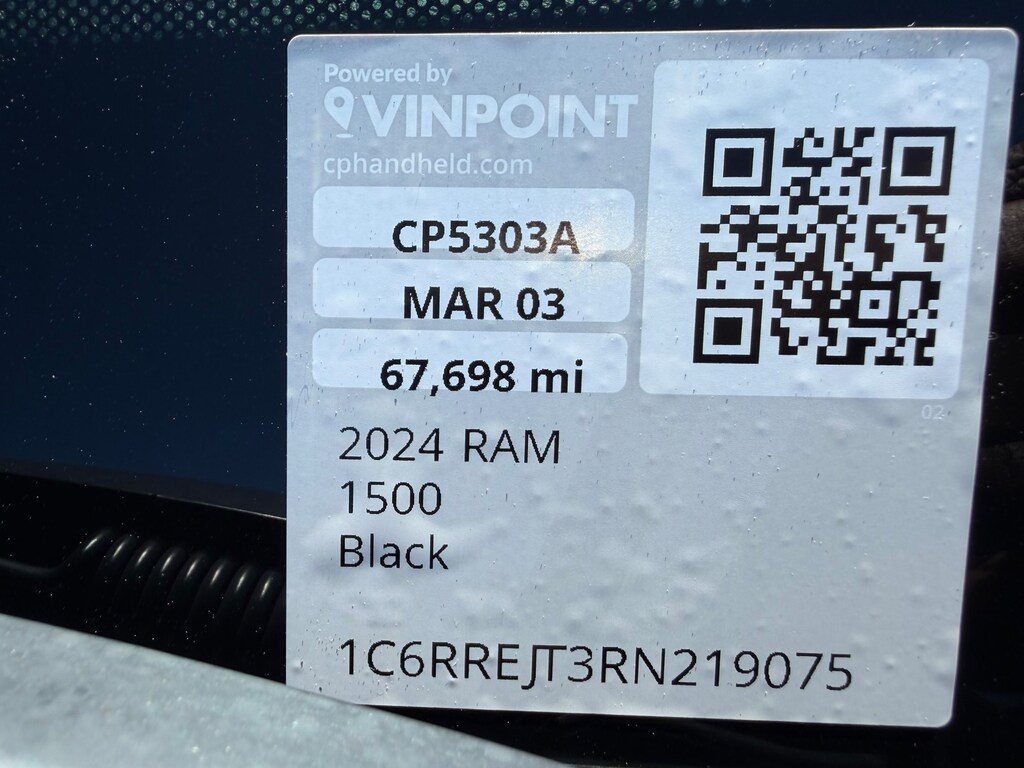 Powered by
VINPOINT
cphandheld.com
CP5303A
MAR 03
67,698 mi
02
2024 RAM
1500
Black
1C6RREJT3RN219075